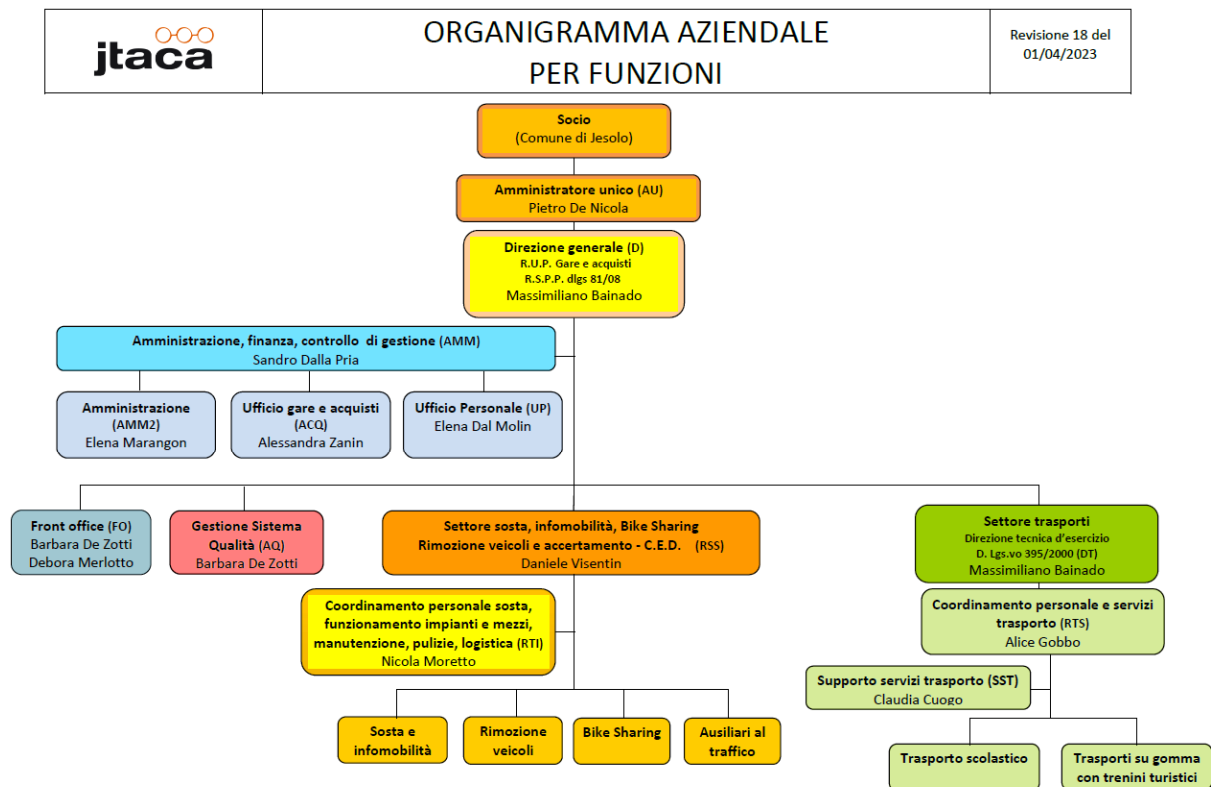 jtaca
ORGANIGRAMMA AZIENDALE
PER FUNZIONI
Revisione 18 del
01/04/2023
Socio
(Comune di Jesolo)
Amministratore unico (AU)
Pietro De Nicola
Direzione generale (D)
R.U.P. Gare e acquisti
R.S.P.P. dlgs 81/08
Massimiliano Bainado
Amministrazione, finanza, controllo di gestione (AMM)
Sandro Dalla Pria
Amministrazione
(AMM2)
Elena Marangon
Ufficio gare e acquisti
(ACQ)
Alessandra Zanin
Ufficio Personale (UP)
Elena Dal Molin
Front office (FO)
Barbara De Zotti
Debora Merlotto
Gestione Sistema
Qualità (AQ)
Barbara De Zotti
Settore sosta, infomobilità, Bike Sharing
Rimozione veicoli e accertamento - C.E.D. (RSS)
Daniele Visentin
Settore trasporti
Direzione tecnica d'esercizio
D. Lgs.vo 395/2000 (DT)
Massimiliano Bainado
Coordinamento personale sosta,
funzionamento impianti e mezzi,
manutenzione, pulizie, logistica (RTI)
Nicola Moretto
Coordinamento personale e servizi
trasporto (RTS)
Alice Gobbo
Supporto servizi trasporto (SST)
Claudia Cuogo
Sosta e
infomobilità
Rimozione
veicoli
Bike Sharing
Ausiliari al
traffico
Trasporto scolastico
Trasporti su gomma
con trenini turistici